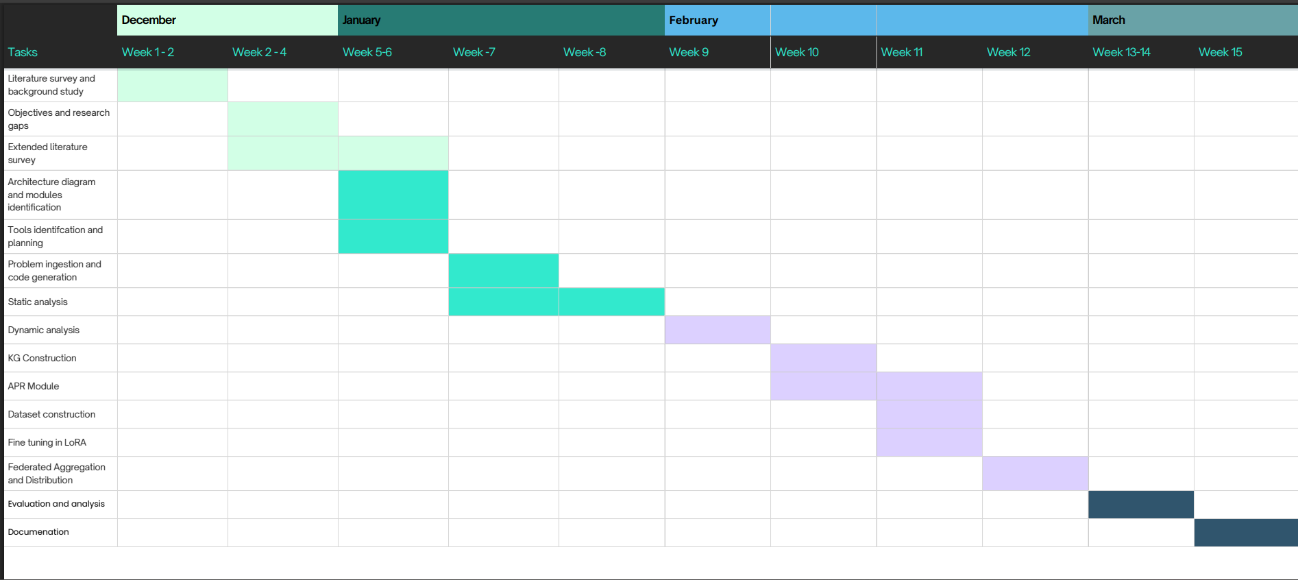 December January February March
Tasks Week 1 - 2 Week 2 - 4 Week 5-6 Week -7 Week -8 Week 9 Week 10 Week 11 Week 12 Week 13-14 Week 15
Literature survey and
background study
Objectives and research
gaps
Extended literature
survey
Architecture diagram
and modules
identification
Tools identifcation and
planning
Problem ingestion and
code generation
Static analysis
Dynamic analysis
KG Construction
APR Module
Dataset construction
Fine tuning in LoRA
Federated Aggregation
and Distribution
Evaluation and analysis
Documenation